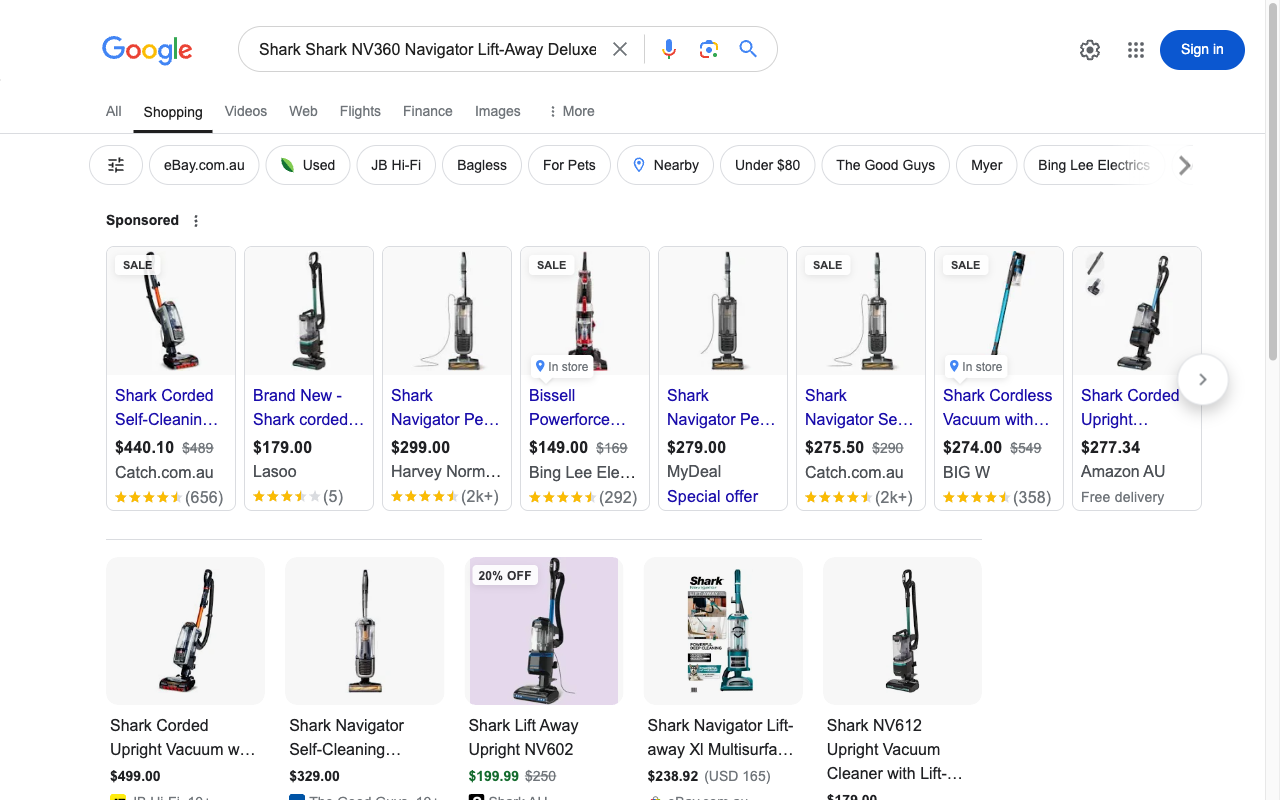 Google
Shark Shark NV360 Navigator Lift-Away Deluxe
Sign in
All
Shopping
Videos
Web
Flights
Finance
Images
More
eBay.com.au
Used
JB Hi-Fi
Bagless
For Pets
Nearby
Under $80
The Good Guys
Myer
Bing Lee Electrics
Sponsored
SALE
Shark Corded
Self-Cleanin...
$440.10 $489
Catch.com.au
(656)
Brand New -
Shark corded...
$179.00
Lasoo
(5)
Shark
Navigator Pe...
$299.00
Harvey Norm...
(2k+)
SALE
In store
Bissell
Powerforce...
$149.00 $169
Bing Lee Ele...
(292)
Shark
Navigator Pe...
$279.00
MyDeal
Special offer
SALE
Shark
Navigator Se...
$275.50 $290
Catch.com.au
(2k+)
SALE
In store
Shark Cordless
Vacuum with...
$274.00 $549
BIG W
(358)
Shark Corded
Upright...
$277.34
Amazon AU
Free delivery
Shark Corded
Upright Vacuum w...
$499.00
JB Hi-Fi, 10+
Shark Navigator
Self-Cleaning...
$329.00
The Good Guys, 10+
20% OFF
Shark Lift Away
Upright NV602
$199.99 $250
Shark AU
Shark
LIFT-AWAY
POWERFUL
DEEP CLEANING
Shark Navigator Lift-
away Xl Multisurfa...
$238.92 (USD 165)
eBay.com.au
Shark NV612
Upright Vacuum
Cleaner with Lift-...
$179.00